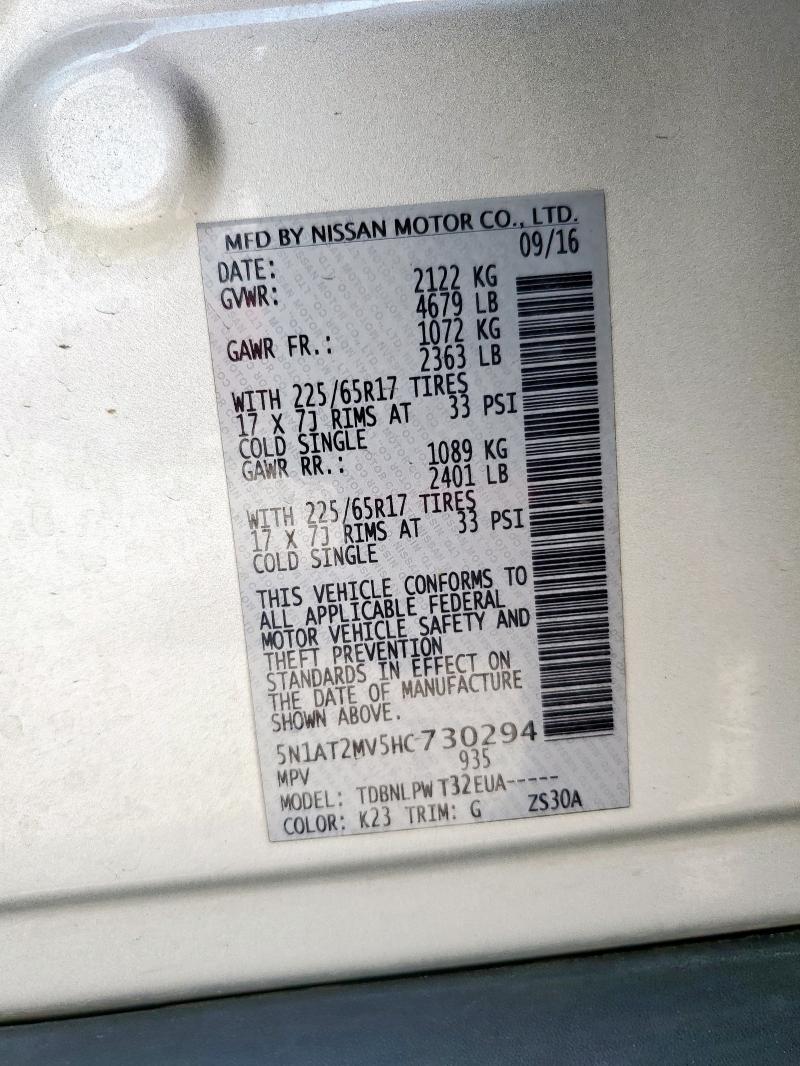 MFD BY NISSAN MOTOR CO., LTD.
DATE: 09/16
GVWR: 2122 KG
4679 LB
GAWR FR.: 1072 KG
2363 LB
WITH 225/65R17 TIRES
17 X 7J RIMS AT 33 PSI
COLD SINGLE
GAWR RR.: 1089 KG
2401 LB
WITH 225/65R17 TIRES
17 X 7J RIMS AT 33 PSI
COLD SINGLE
THIS VEHICLE CONFORMS TO
ALL APPLICABLE FEDERAL
MOTOR VEHICLE SAFETY AND
THEFT PREVENTION
STANDARDS IN EFFECT ON
THE DATE OF MANUFACTURE
SHOWN ABOVE.
5N1AT2MV5HC730294
MPV 935
MODEL: TDBNLPW T32EUA-----
COLOR: K23 TRIM: G ZS30A